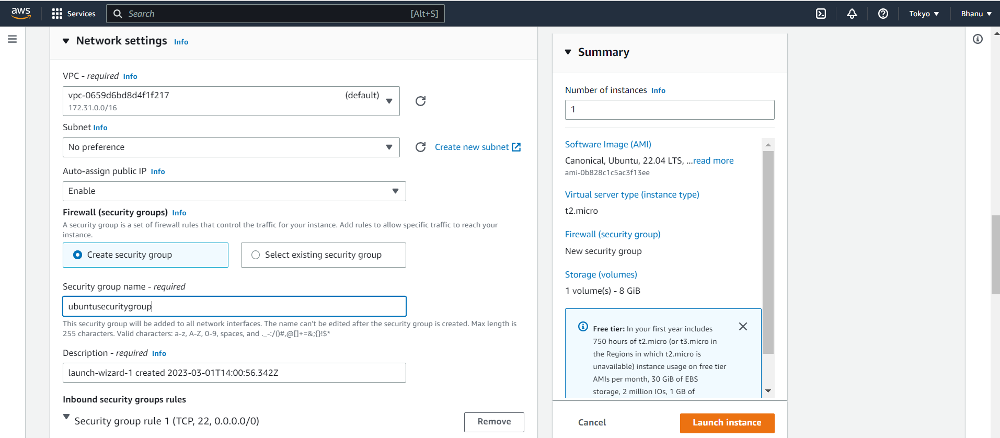 aws
Services
Search [Alt+S]
Tokyo ▼
Bhanu ▼
Network settings Info
VPC - required Info
vpc-0659d6bd8d4f1f217 (default)
172.31.0.0/16
Subnet Info
No preference
Create new subnet
Auto-assign public IP Info
Enable
Firewall (security groups) Info
A security group is a set of firewall rules that control the traffic for your instance. Add rules to allow specific traffic to reach your
instance.
Create security group
Select existing security group
Security group name - required
ubuntusecuritygroup
This security group will be added to all network interfaces. The name can't be edited after the security group is created. Max length is
255 characters. Valid characters: a-z, A-Z, 0-9, spaces, and ._-:/()#,@[]+=&;{}!$*
Description - required Info
launch-wizard-1 created 2023-03-01T14:00:56.342Z
Inbound security groups rules
Security group rule 1 (TCP, 22, 0.0.0.0/0)
Remove
Summary
Number of instances Info
1
Software Image (AMI)
Canonical, Ubuntu, 22.04 LTS, ...read more
ami-0b828c1c5ac3f13ee
Virtual server type (instance type)
t2.micro
Firewall (security group)
New security group
Storage (volumes)
1 volume(s) - 8 GiB
Free tier: In your first year includes
750 hours of t2.micro (or t3.micro in
the Regions in which t2.micro is
unavailable) instance usage on free tier
AMIs per month, 30 GiB of EBS
storage, 2 million IOs, 1 GB of
Cancel
Launch instance